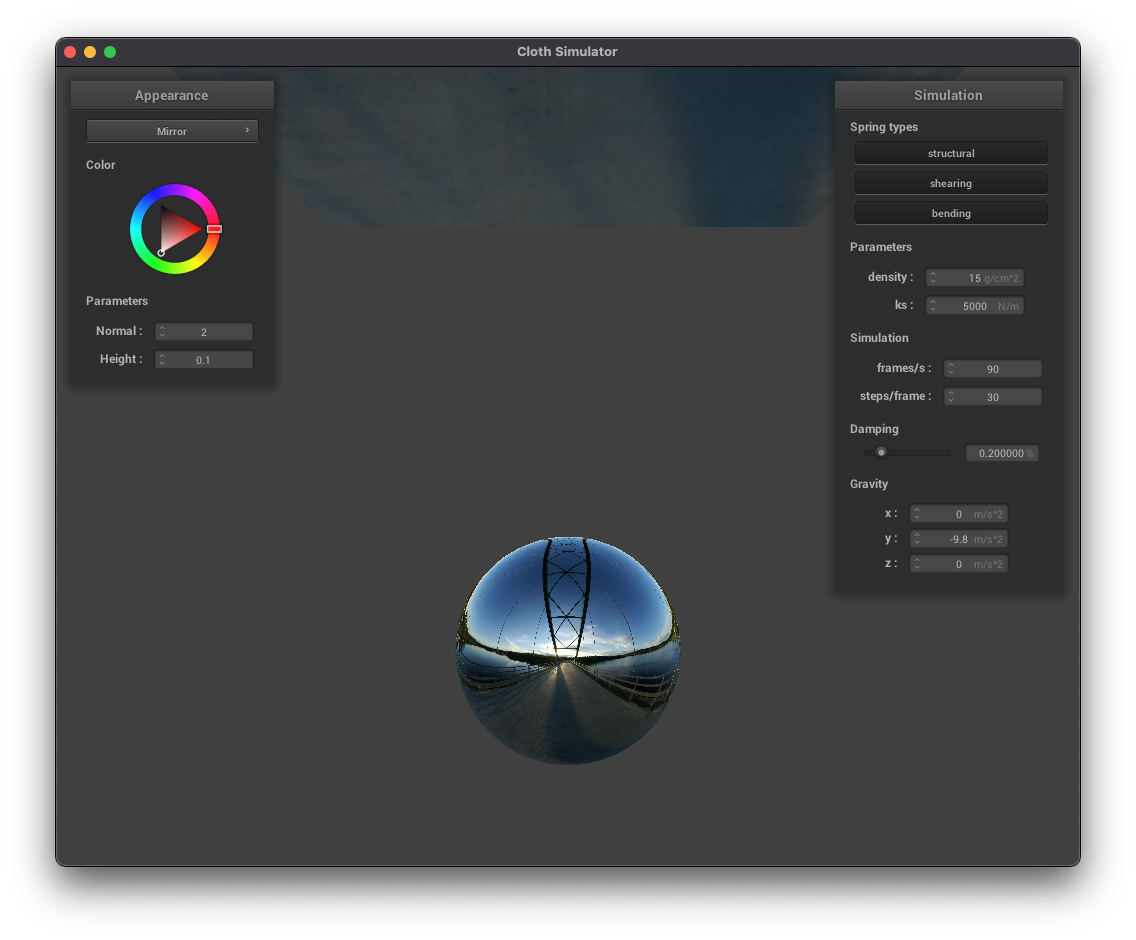 Cloth Simulator
Appearance
Mirror
Color
Parameters
Normal : 2
Height : 0.1
Simulation
Spring types
structural
shearing
bending
Parameters
density : 15 g/cm^2
ks : 5000 N/m
Simulation
frames/s : 90
steps/frame : 30
Damping
0.200000 %
Gravity
x : 0 m/s^2
y : -9.8 m/s^2
z : 0 m/s^2